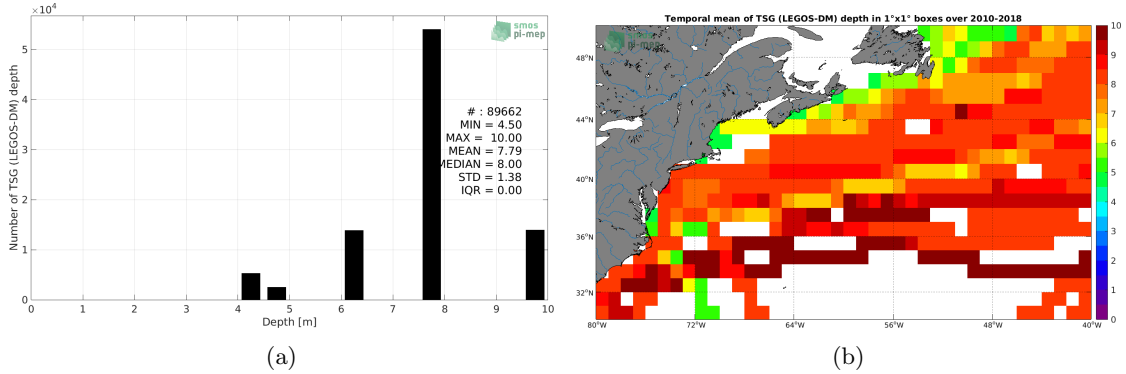 ×10⁴
smos
pi-mep
# : 89662
MIN = 4.50
MAX = 10.00
MEAN = 7.79
MEDIAN = 8.00
STD = 1.38
IQR = 0.00
Number of TSG (LEGOS-DM) depth
5
4
3
2
1
0
0 1 2 3 4 5 6 7 8 9 10
Depth [m]
(a)
Temporal mean of TSG (LEGOS-DM) depth in 1°x1° boxes over 2010-2018
smos
pi-mep
48°N
44°N
40°N
36°N
32°N
80°W 72°W 64°W 56°W 48°W 40°W
10
9
8
7
6
5
4
3
2
1
0
(b)